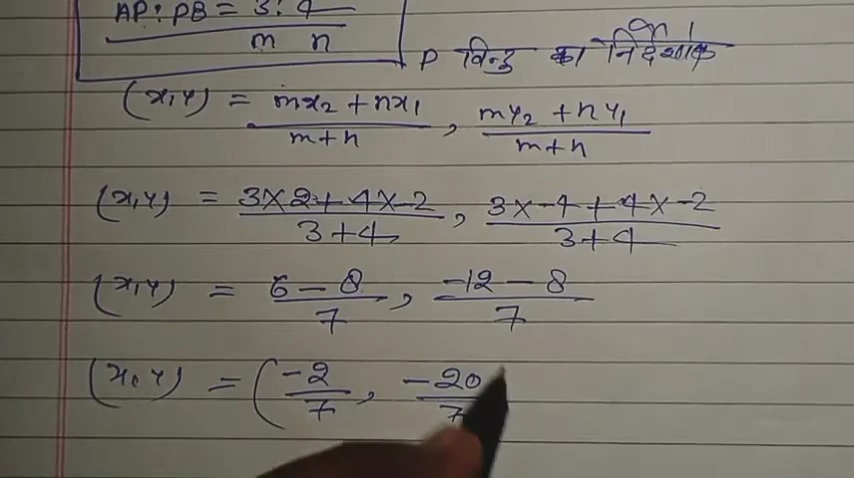 AP : PB = 3 : 4
m n
P बिन्दु का निर्देशांक
(x,y) = mx₂ + nx₁ / m+n , my₂ + ny₁ / m+n
(x,y) = 3×2 + 4×-2 / 3+4 , 3×-4 + 4×-2 / 3+4
(x,y) = 6 - 8 / 7 , -12 - 8 / 7
(x,y) = (-2 / 7 , -20 / 7